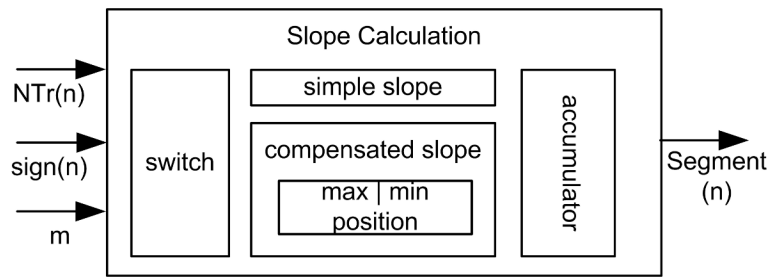 Slope Calculation
NTr(n)
sign(n)
m
switch
simple slope
compensated slope
max | min
position
accumulator
Segment
(n)